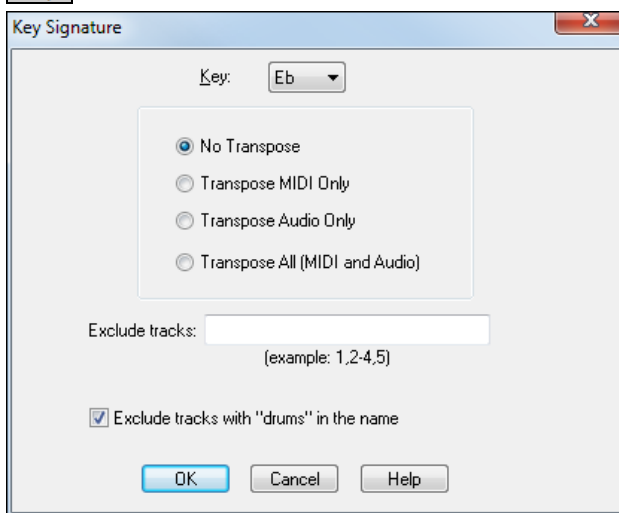 Key Signature
Key: Eb
No Transpose
Transpose MIDI Only
Transpose Audio Only
Transpose All (MIDI and Audio)
Exclude tracks:
(example: 1,2-4,5)
Exclude tracks with "drums" in the name
OK Cancel Help